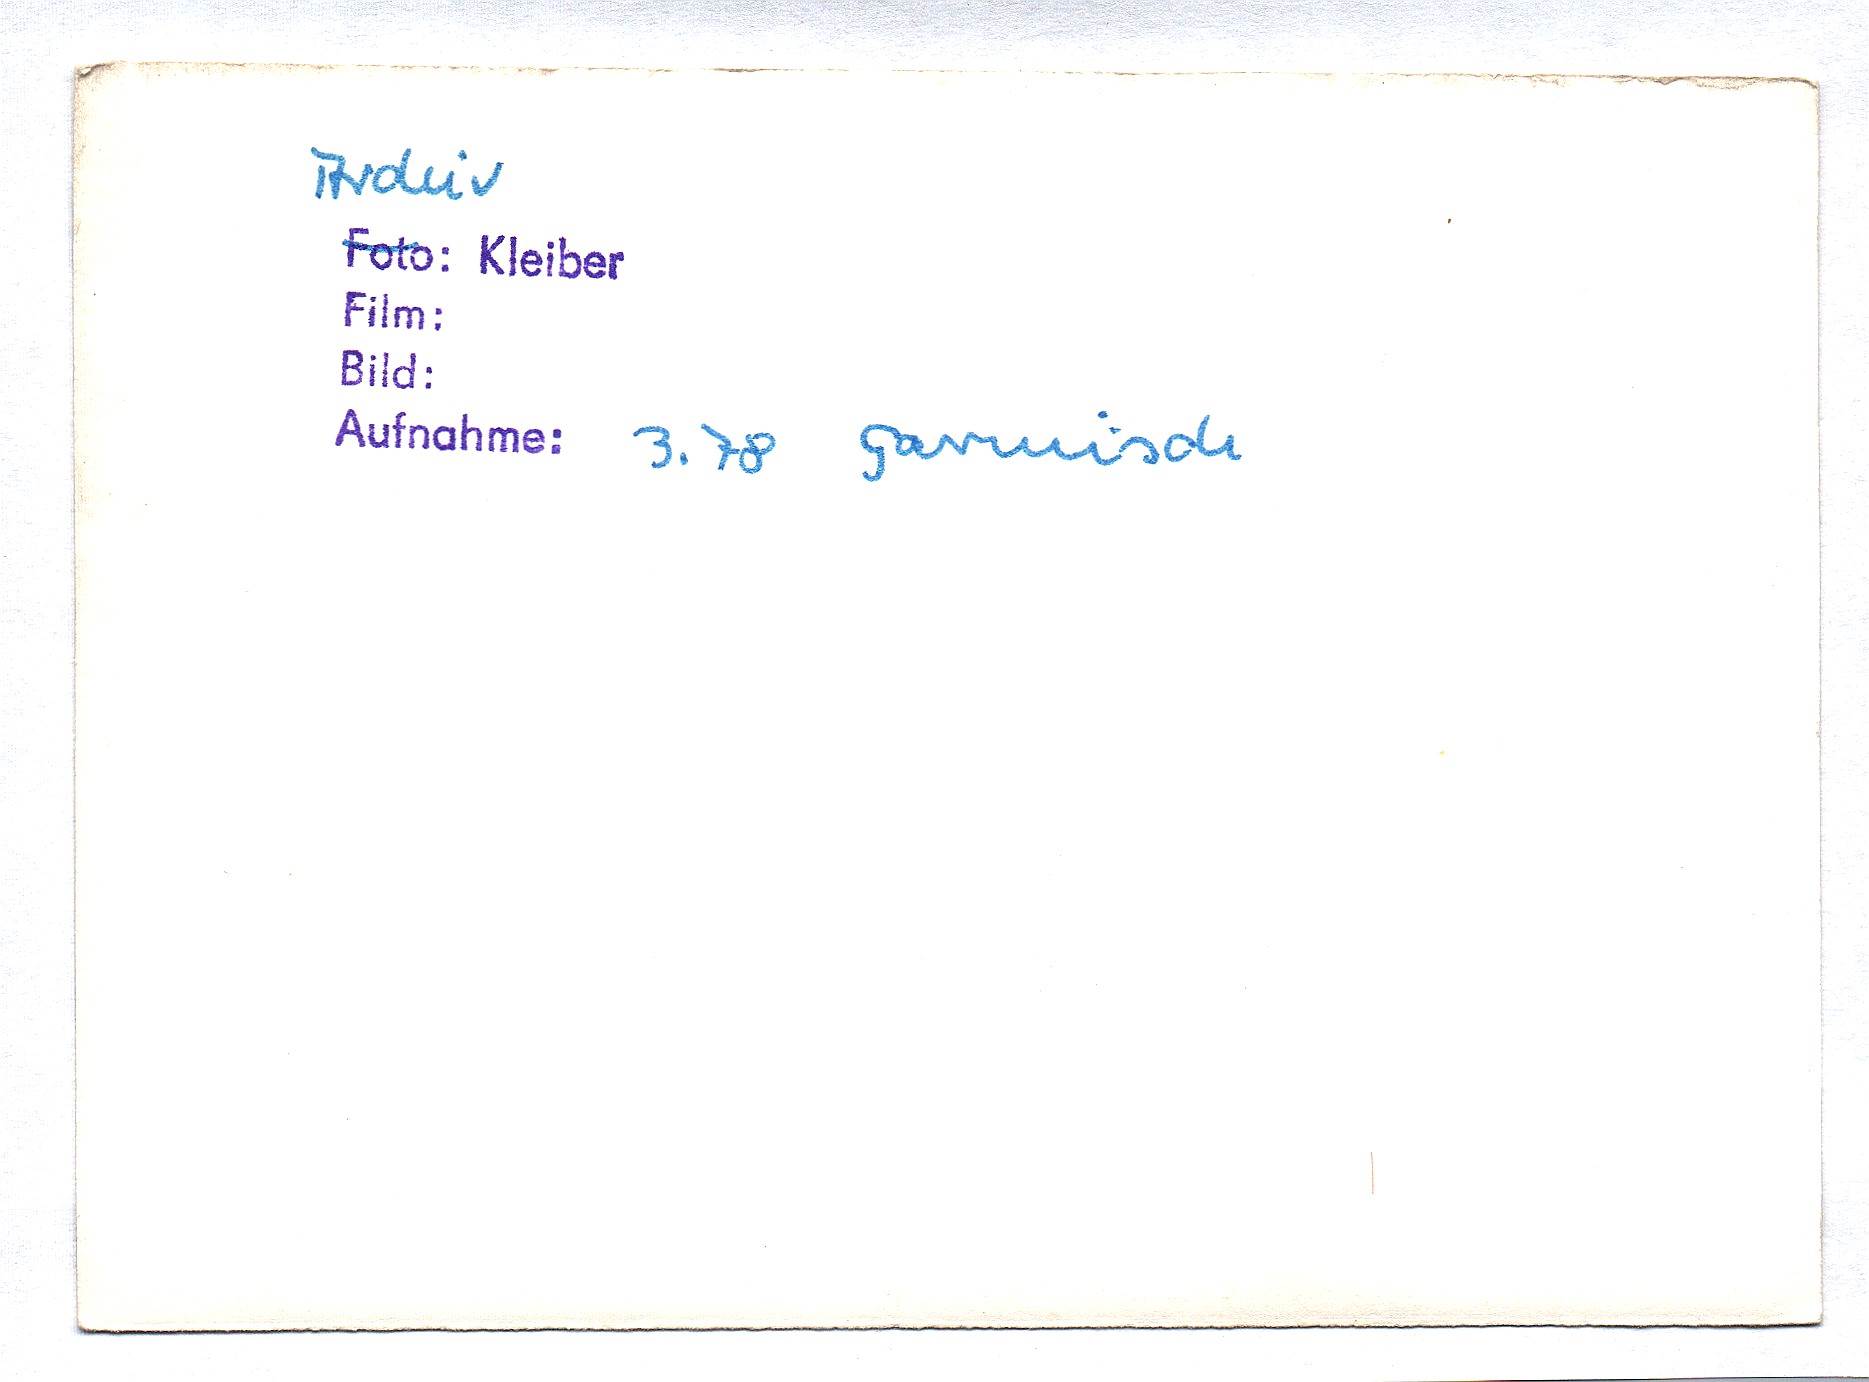 Archiv
Foto: Kleiber
Film:
Bild:
Aufnahme: 3.78 Garmisch